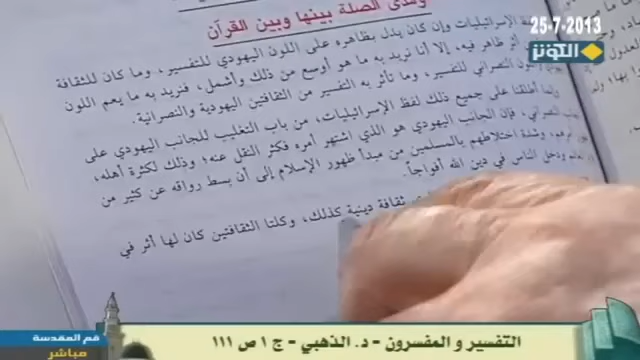 ومدى الصلة بينها وبين القرآن
25-7-2013
الكوثر
الإسرائيليات وإن كان يدل بظاهره على اللون اليهودي للتفسير، وما كان للثقافة
ظاهر فيه، إلا أنا نريد به ما هو أوسع من ذلك وأشمل، فنريد به ما يعم اللون
النصراني للتفسير، وما تأثر به التفسير من الثقافتين اليهودية والنصرانية.
أطلقنا على جميع ذلك لفظ الإسرائيليات، من باب التغليب للجانب اليهودي على
النصراني، فإن الجانب اليهودي هو الذي اشتهر أمره فكثر النقل عنه؛ وذلك لكثرة أهله،
وشدة اختلاطهم بالمسلمين من مبدأ ظهور الإسلام إلى أن بسط رواقه على كثير من
ودخل الناس في دين الله أفواجاً.
ثقافة دينية كذلك، وكلتا الثقافتين كان لها أثر في
التفسير و المفسرون - د. الذهبي - ج ١ ص ١١١
قم المقدسة
مباشر